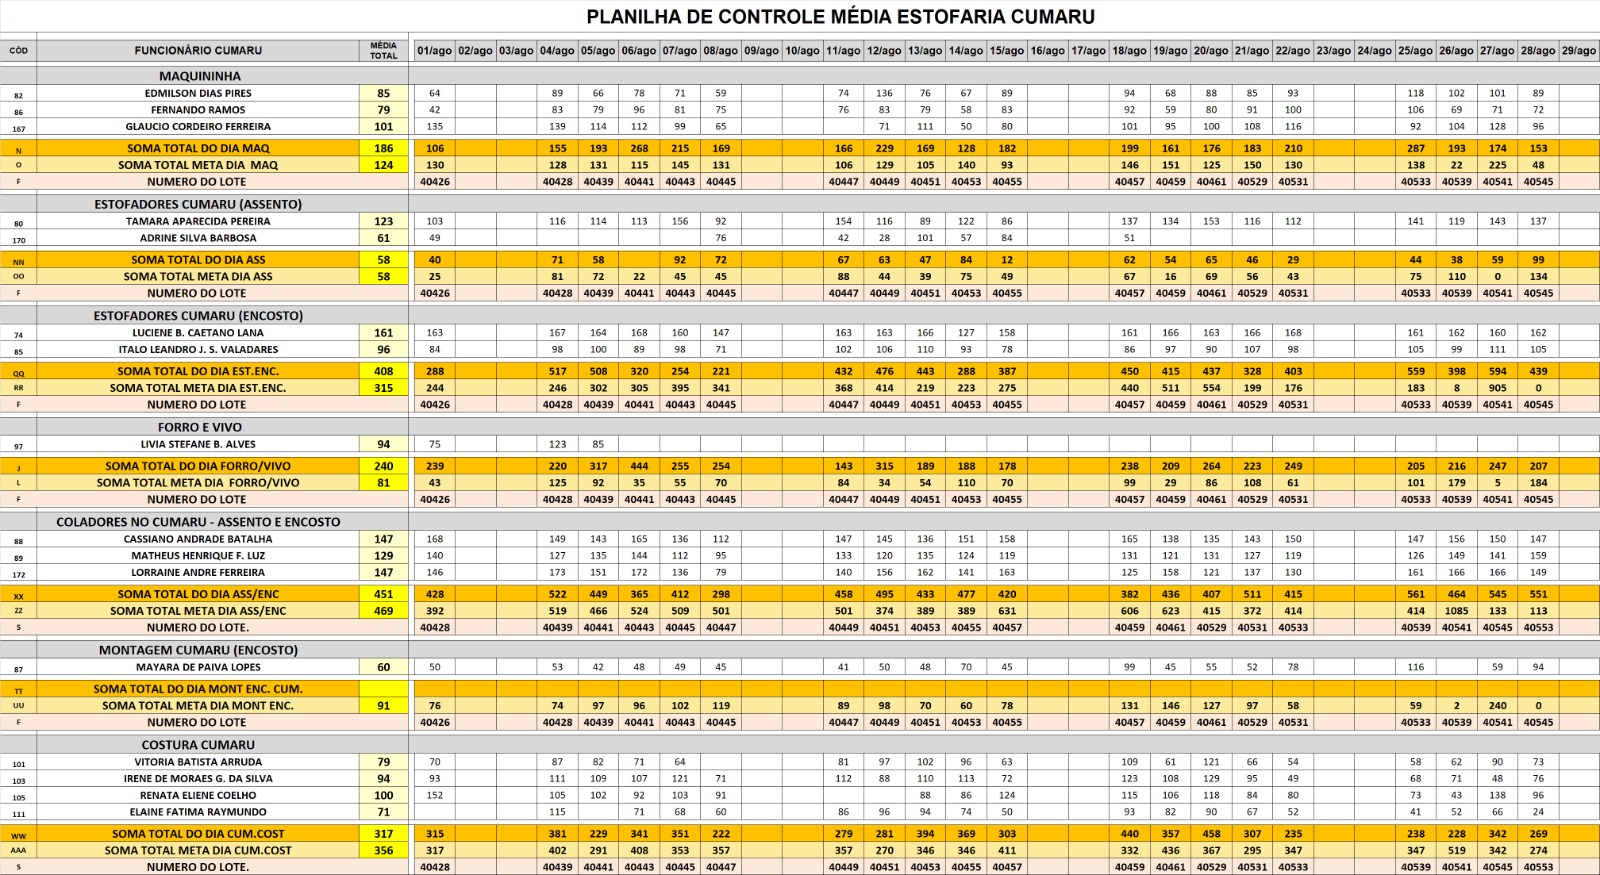 PLANILHA DE CONTROLE MÉDIA ESTOFARIA CUMARU
CÓD FUNCIONÁRIO CUMARU MÉDIA TOTAL 01/ago 02/ago 03/ago 04/ago 05/ago 06/ago 07/ago 08/ago 09/ago 10/ago 11/ago 12/ago 13/ago 14/ago 15/ago 16/ago 17/ago 18/ago 19/ago 20/ago 21/ago 22/ago 23/ago 24/ago 25/ago 26/ago 27/ago 28/ago 29/ago
MAQUININHA
82 EDMILSON DIAS PIRES 85 64 89 66 78 71 59 74 136 76 67 89 94 68 88 85 93 118 102 101 89
86 FERNANDO RAMOS 79 42 83 79 96 81 75 76 83 79 58 83 92 59 80 91 100 106 69 71 72
167 GLAUCIO CORDEIRO FERREIRA 101 135 139 114 112 99 65 71 111 50 80 101 95 100 108 116 92 104 128 96
N SOMA TOTAL DO DIA MAQ 186 106 155 193 268 215 169 166 229 169 128 182 199 161 176 183 210 287 193 174 153
O SOMA TOTAL META DIA MAQ 124 130 128 131 115 145 131 106 129 105 140 93 146 151 125 150 130 138 22 225 48
F NUMERO DO LOTE 40426 40428 40439 40441 40443 40445 40447 40449 40451 40453 40455 40457 40459 40461 40529 40531 40533 40539 40541 40545
ESTOFADORES CUMARU (ASSENTO)
80 TAMARA APARECIDA PEREIRA 123 103 116 114 113 156 92 154 116 89 122 86 137 134 153 116 112 141 119 143 137
170 ADRINE SILVA BARBOSA 61 49 76 42 28 101 57 84 51
NN SOMA TOTAL DO DIA ASS 58 40 71 58 92 72 67 63 47 84 12 62 54 65 46 29 44 38 59 99
OO SOMA TOTAL META DIA ASS 58 25 81 72 22 45 45 88 44 39 75 49 67 16 69 56 43 75 110 0 134
F NUMERO DO LOTE 40426 40428 40439 40441 40443 40445 40447 40449 40451 40453 40455 40457 40459 40461 40529 40531 40533 40539 40541 40545
ESTOFADORES CUMARU (ENCOSTO)
74 LUCIENE B. CAETANO LANA 161 163 167 164 168 160 147 163 163 166 127 158 161 166 163 166 168 161 162 160 162
85 ITALO LEANDRO J. S. VALADARES 96 84 98 100 89 98 71 102 106 110 93 78 86 97 90 107 98 105 99 111 105
QQ SOMA TOTAL DO DIA EST.ENC. 408 288 517 508 320 254 221 432 476 443 288 387 450 415 437 328 403 559 398 594 439
RR SOMA TOTAL META DIA EST.ENC. 315 244 246 302 305 395 341 368 414 219 223 275 440 511 554 199 176 183 8 905 0
F NUMERO DO LOTE 40426 40428 40439 40441 40443 40445 40447 40449 40451 40453 40455 40457 40459 40461 40529 40531 40533 40539 40541 40545
FORRO E VIVO
97 LIVIA STEFANE B. ALVES 94 75 123 85
J SOMA TOTAL DO DIA FORRO/VIVO 240 239 220 317 444 255 254 143 315 189 188 178 238 209 264 223 249 205 216 247 207
L SOMA TOTAL META DIA FORRO/VIVO 81 43 125 92 35 55 70 84 34 54 110 70 99 29 86 108 61 101 179 5 184
F NUMERO DO LOTE 40426 40428 40439 40441 40443 40445 40447 40449 40451 40453 40455 40457 40459 40461 40529 40531 40533 40539 40541 40545
COLADORES NO CUMARU - ASSENTO E ENCOSTO
88 CASSIANO ANDRADE BATALHA 147 168 149 143 165 136 112 147 145 136 151 158 165 138 135 143 150 147 156 150 147
89 MATHEUS HENRIQUE F. LUZ 129 140 127 135 144 112 95 133 120 135 124 119 131 121 131 127 119 126 149 141 159
172 LORRAINE ANDRE FERREIRA 147 146 173 151 172 136 79 140 156 162 141 163 125 158 121 137 130 161 166 166 149
XX SOMA TOTAL DO DIA ASS/ENC 451 428 522 449 365 412 298 458 495 433 477 420 382 436 407 511 415 561 464 545 551
ZZ SOMA TOTAL META DIA ASS/ENC 469 392 519 466 524 509 501 501 374 389 389 631 606 623 415 372 414 414 1085 133 113
S NUMERO DO LOTE. 40428 40439 40441 40443 40445 40447 40449 40451 40453 40455 40457 40459 40461 40529 40531 40533 40539 40541 40545 40553
MONTAGEM CUMARU (ENCOSTO)
87 MAYARA DE PAIVA LOPES 60 50 53 42 48 49 45 41 50 48 70 45 99 45 55 52 78 116 59 94
TT SOMA TOTAL DO DIA MONT ENC. CUM.
UU SOMA TOTAL META DIA MONT ENC. 91 76 74 97 96 102 119 89 98 70 60 78 131 146 127 97 58 59 2 240 0
F NUMERO DO LOTE 40426 40428 40439 40441 40443 40445 40447 40449 40451 40453 40455 40457 40459 40461 40529 40531 40533 40539 40541 40545
COSTURA CUMARU
101 VITORIA BATISTA ARRUDA 79 70 87 82 71 64 81 97 102 96 63 109 61 121 66 54 58 62 90 73
103 IRENE DE MORAES G. DA SILVA 94 93 111 109 107 121 71 112 88 110 113 72 123 108 129 95 49 68 71 48 76
105 RENATA ELIENE COELHO 100 152 105 102 92 103 91 88 86 124 115 106 118 84 80 73 43 138 96
111 ELAINE FATIMA RAYMUNDO 71 115 71 68 60 86 96 94 74 50 93 82 90 67 52 41 52 66 24
WW SOMA TOTAL DO DIA CUM.COST 317 315 381 229 341 351 222 279 281 394 369 303 440 357 458 307 235 238 228 342 269
AAA SOMA TOTAL META DIA CUM.COST 356 317 402 291 408 353 357 357 270 346 346 411 332 436 367 295 347 347 519 342 274
S NUMERO DO LOTE. 40428 40439 40441 40443 40445 40447 40449 40451 40453 40455 40457 40459 40461 40529 40531 40533 40539 40541 40545 40553